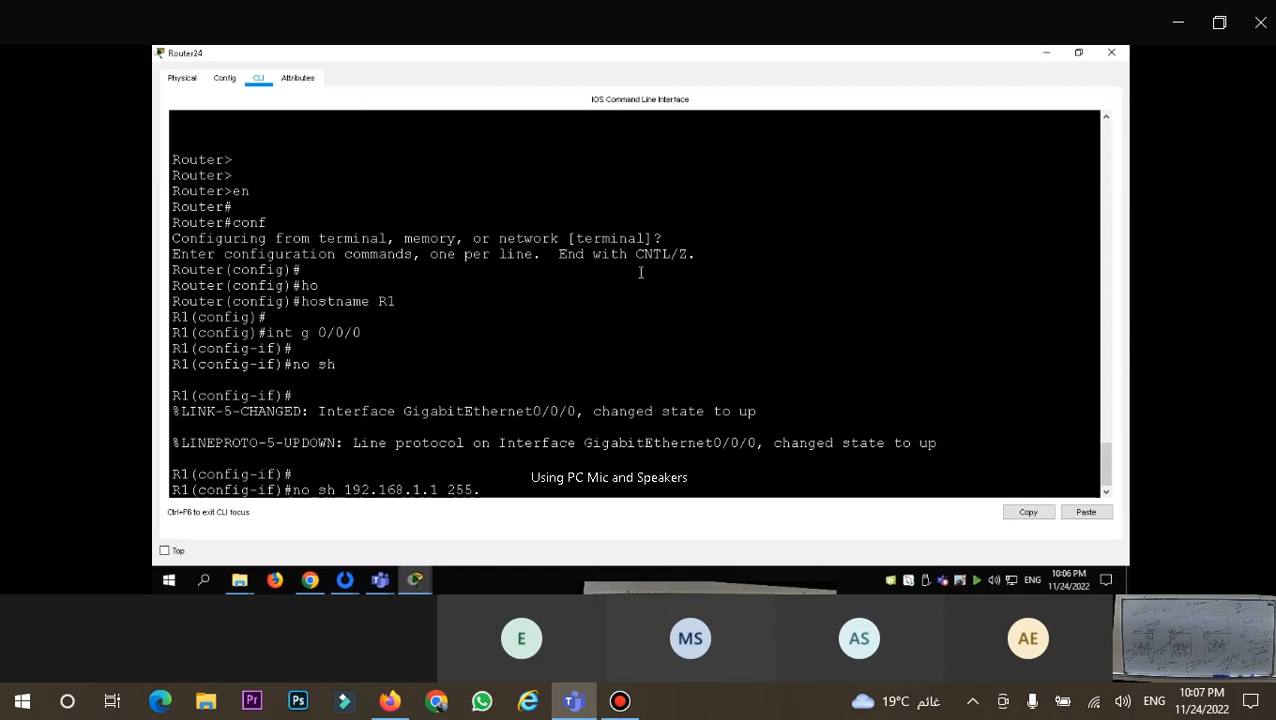 Router24
Physical Config CLI Attributes
IOS Command Line Interface
Router>
Router>
Router>en
Router#
Router#conf
Configuring from terminal, memory, or network [terminal]?
Enter configuration commands, one per line.  End with CNTL/Z.
Router(config)#
Router(config)#ho
Router(config)#hostname R1
R1(config)#
R1(config)#int g 0/0/0
R1(config-if)#
R1(config-if)#no sh
R1(config-if)#
%LINK-5-CHANGED: Interface GigabitEthernet0/0/0, changed state to up
%LINEPROTO-5-UPDOWN: Line protocol on Interface GigabitEthernet0/0/0, changed state to up
R1(config-if)#
Using PC Mic and Speakers
R1(config-if)#no sh 192.168.1.1 255.
Ctrl+F6 to exit CLI focus
Copy Paste
Top
ENG
10:06 PM
11/24/2022
E MS AS AE
Pr Ps
19°C غائم
ENG
10:07 PM
11/24/2022